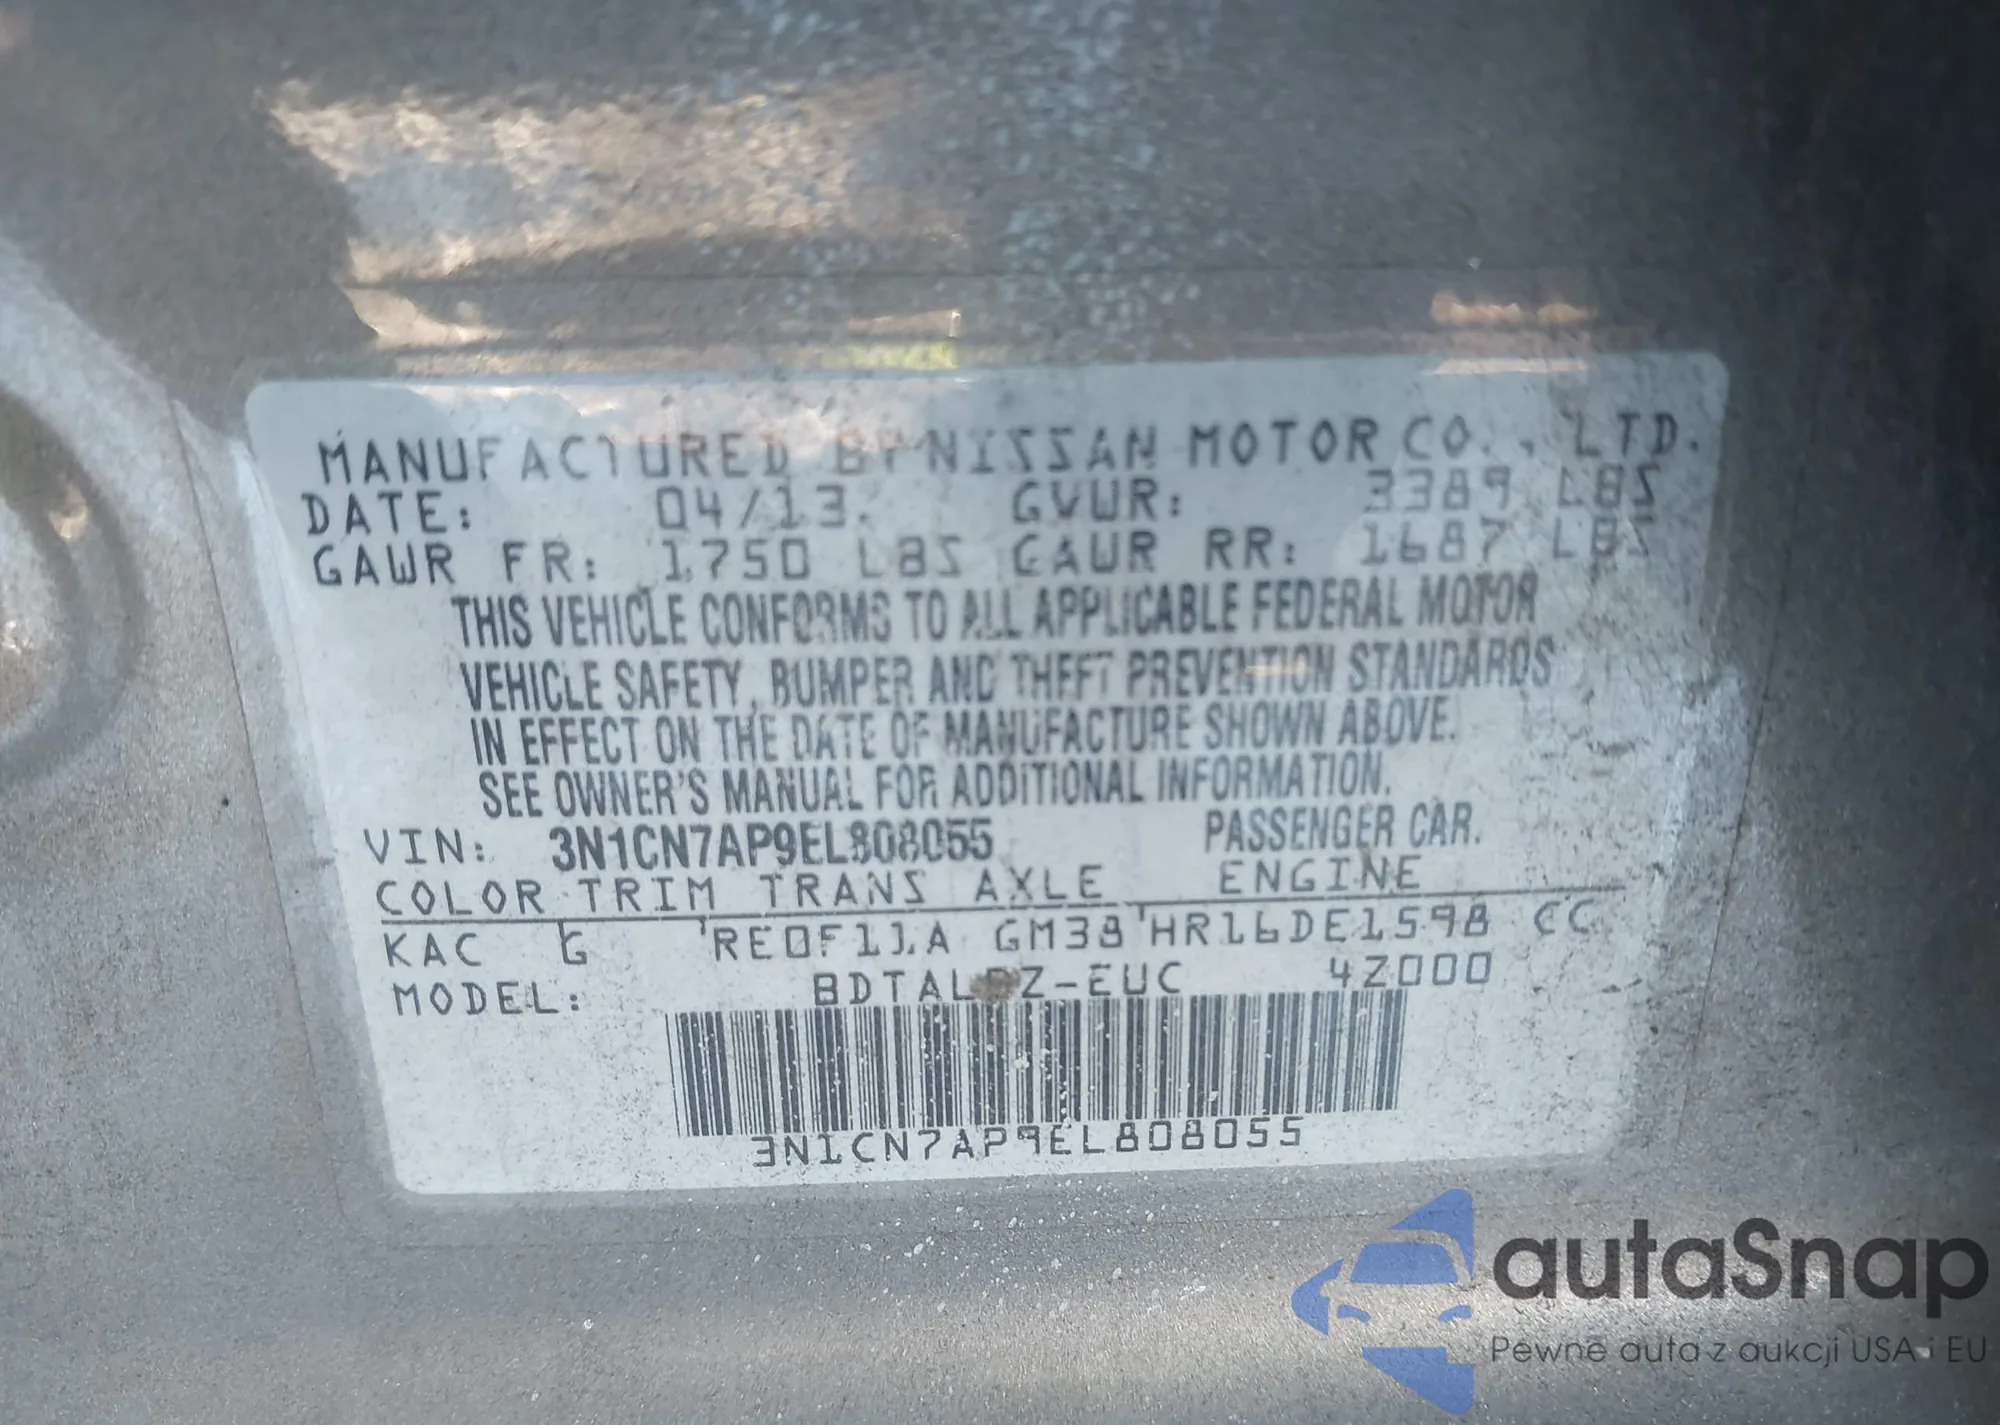 MANUFACTURED BY NISSAN MOTOR CO., LTD.
DATE: 04/13 GVWR: 3389 LBS
GAWR FR: 1750 LBS GAWR RR: 1687 LBS
THIS VEHICLE CONFORMS TO ALL APPLICABLE FEDERAL MOTOR
VEHICLE SAFETY, BUMPER AND THEFT PREVENTION STANDARDS
IN EFFECT ON THE DATE OF MANUFACTURE SHOWN ABOVE.
SEE OWNER'S MANUAL FOR ADDITIONAL INFORMATION.
VIN: 3N1CN7AP9EL808055 PASSENGER CAR.
COLOR TRIM TRANS AXLE ENGINE
KAC G RE0F11A GM38 HR16DE1598 CC
MODEL: 4Z000
3N1CN7AP9EL808055
autaSnap
Pewne auta z aukcji USA i EU